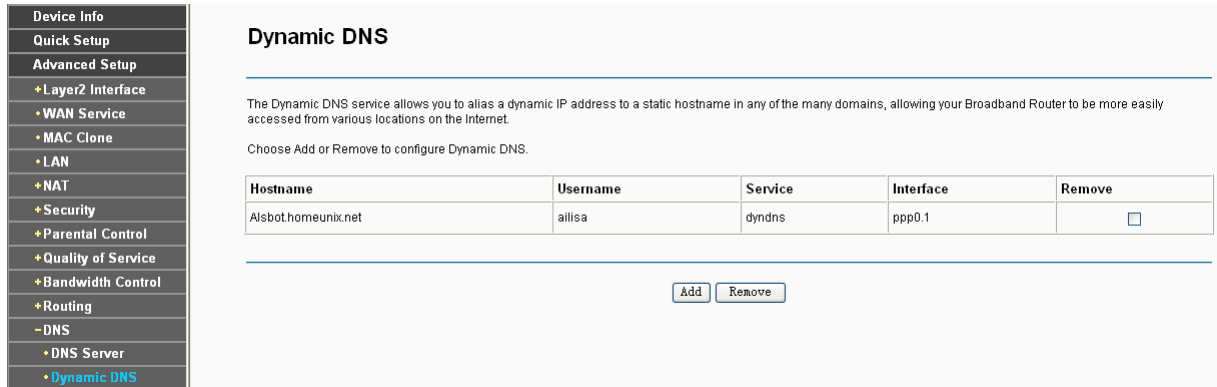 Device Info
Quick Setup
Advanced Setup
+Layer2 Interface
•WAN Service
•MAC Clone
•LAN
+NAT
+Security
+Parental Control
+Quality of Service
+Bandwidth Control
+Routing
-DNS
•DNS Server
•Dynamic DNS
Dynamic DNS
The Dynamic DNS service allows you to alias a dynamic IP address to a static hostname in any of the many domains, allowing your Broadband Router to be more easily
accessed from various locations on the Internet.
Choose Add or Remove to configure Dynamic DNS.
Hostname Username Service Interface Remove
Alsbot.homeunix.net ailisa dyndns ppp0.1
Add Remove